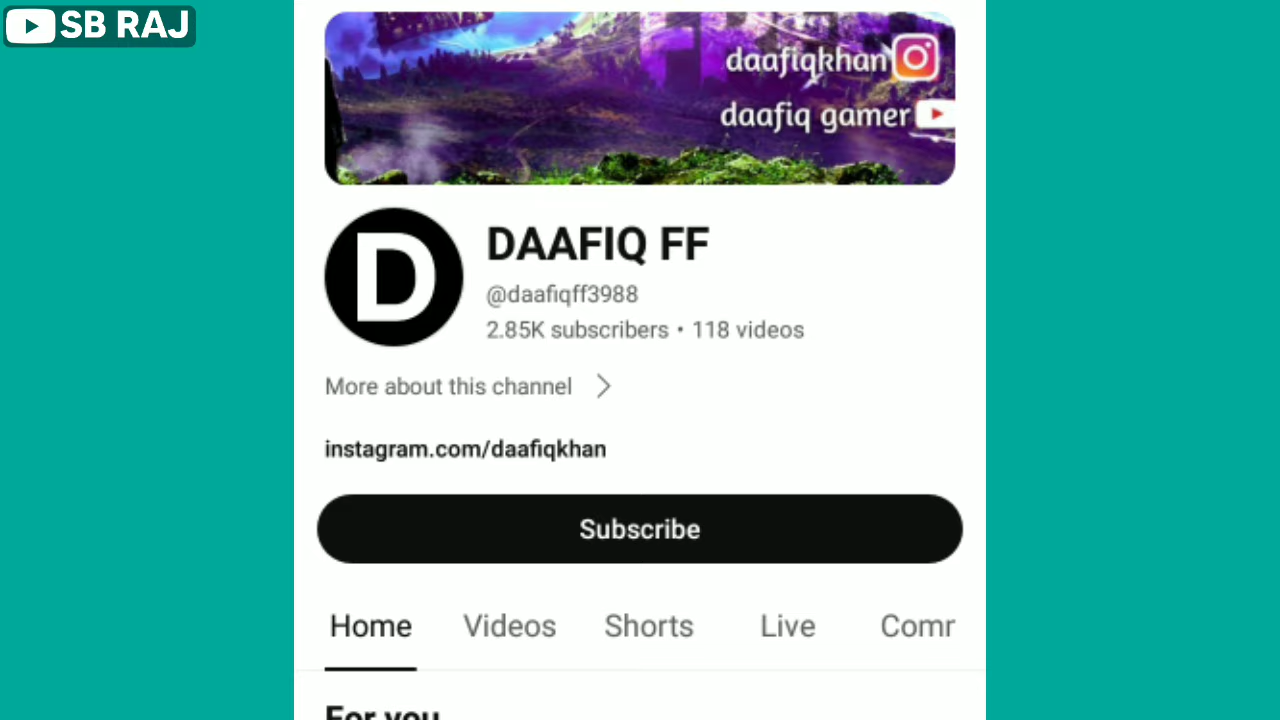 SB RAJ
daafiqkhan
daafiq gamer
DAAFIQ FF
@daafiqff3988
2.85K subscribers • 118 videos
More about this channel
instagram.com/daafiqkhan
Subscribe
Home Videos Shorts Live Comr
For you